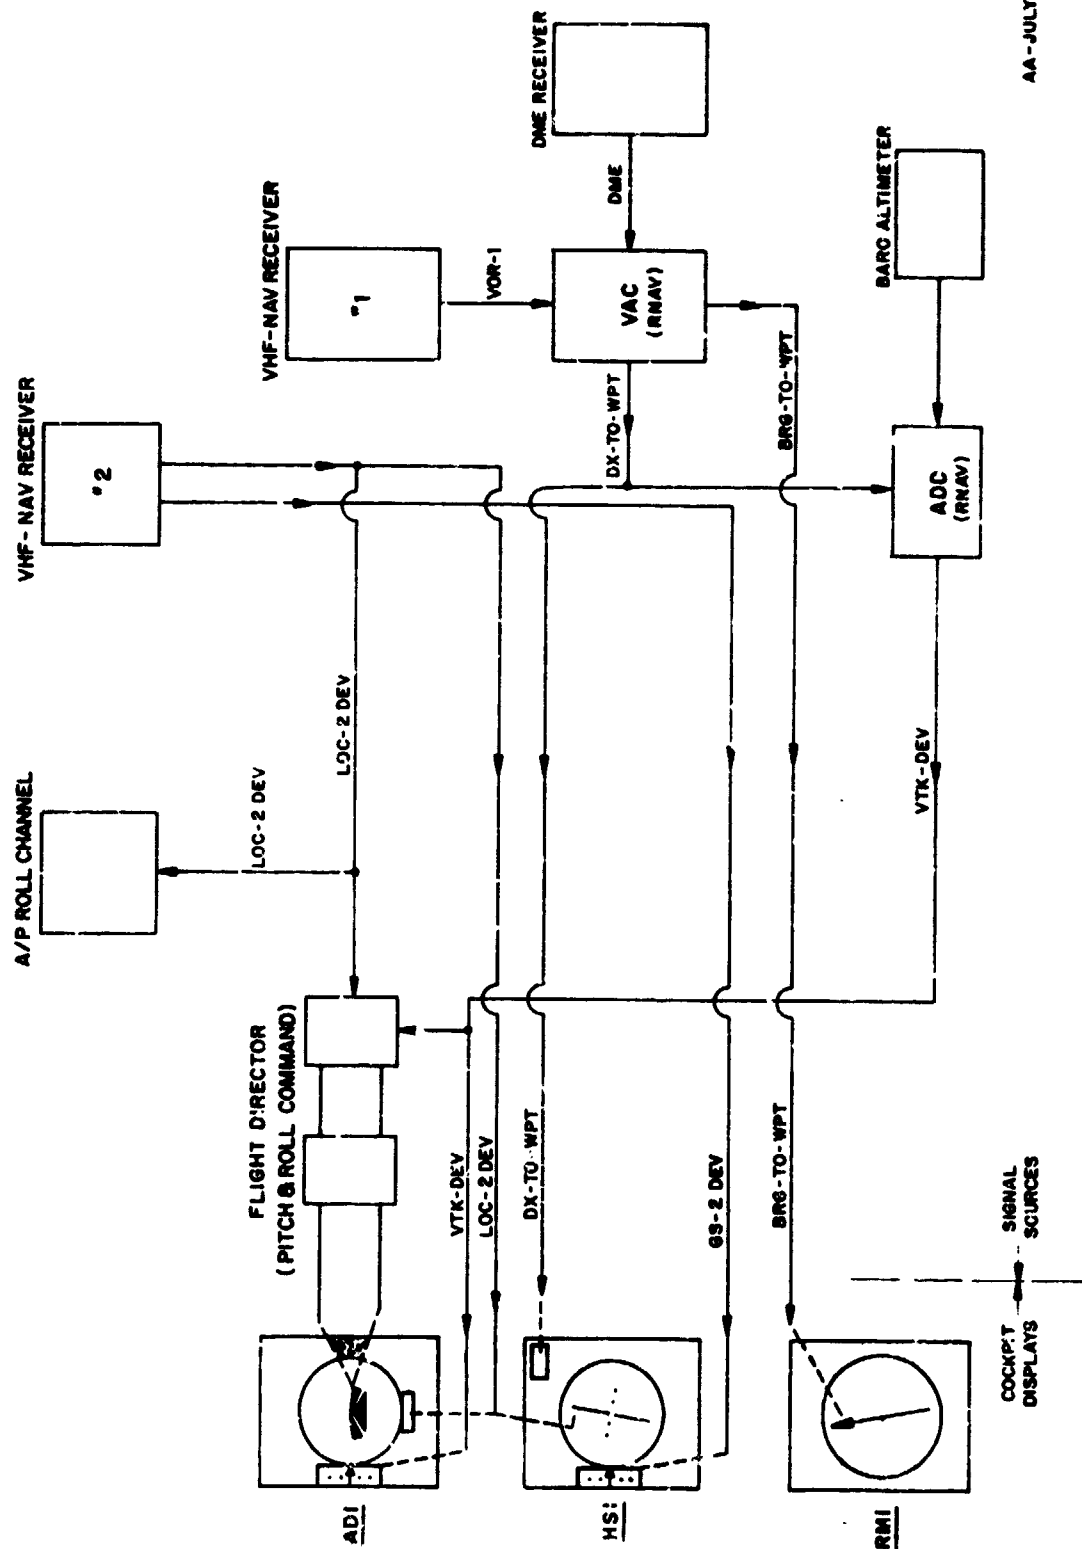 AA-JULY
DME RECEIVER
DME
BARO ALTIMETER
VHF-NAV RECEIVER
#1
VOR-1
VAC
(RNAV)
VHF-NAV RECEIVER
#2
DX-TO-WPT
BRG-TO-WPT
ADC
(RNAV)
LOC-2 DEV
VTK-DEV
A/P ROLL CHANNEL
LOC-2 DEV
FLIGHT DIRECTOR
(PITCH & ROLL COMMAND)
VTK-DEV
LOC-2 DEV
DX-TO-WPT
GS-2 DEV
BRG-TO-WPT
SIGNAL
SOURCES
COCKPIT
DISPLAYS
ADI
HSI
RMI